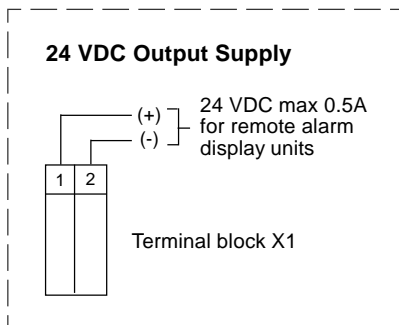 24 VDC Output Supply
(+)
(-)
24 VDC max 0.5A
for remote alarm
display units
1 2
Terminal block X1